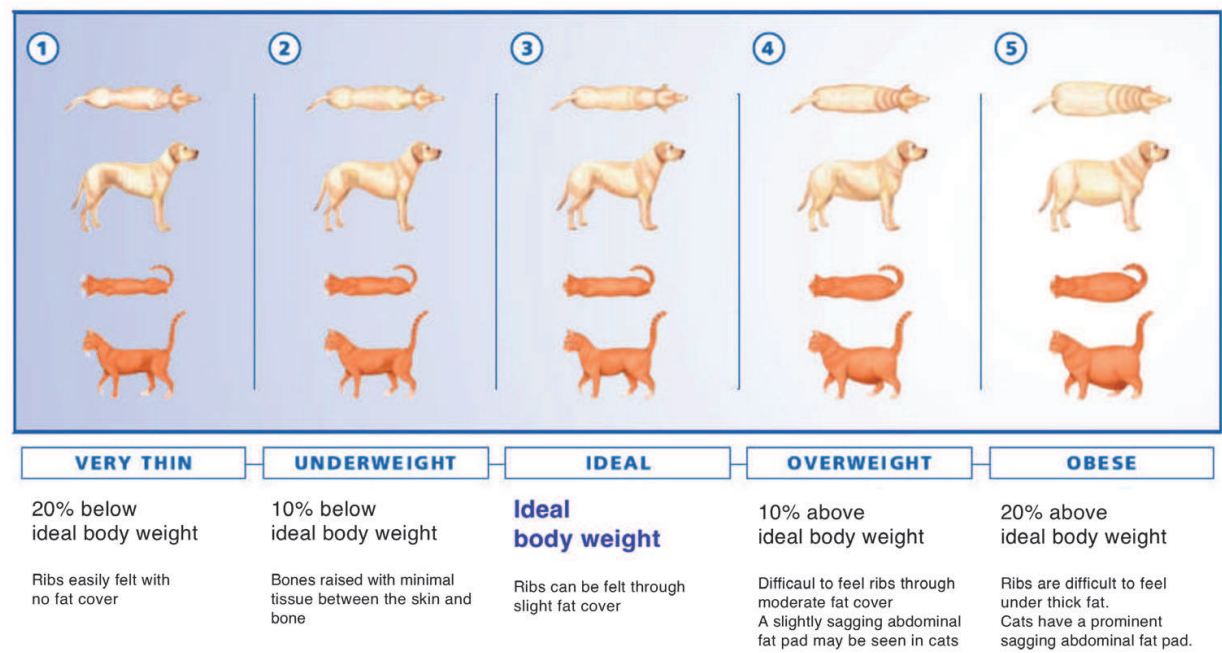 1
2
3
4
5
VERY THIN
UNDERWEIGHT
IDEAL
OVERWEIGHT
OBESE
20% below
ideal body weight
Ribs easily felt with
no fat cover
10% below
ideal body weight
Bones raised with minimal
tissue between the skin and
bone
Ideal
body weight
Ribs can be felt through
slight fat cover
10% above
ideal body weight
Difficaul to feel ribs through
moderate fat cover
A slightly sagging abdominal
fat pad may be seen in cats
20% above
ideal body weight
Ribs are difficult to feel
under thick fat.
Cats have a prominent
sagging abdominal fat pad.